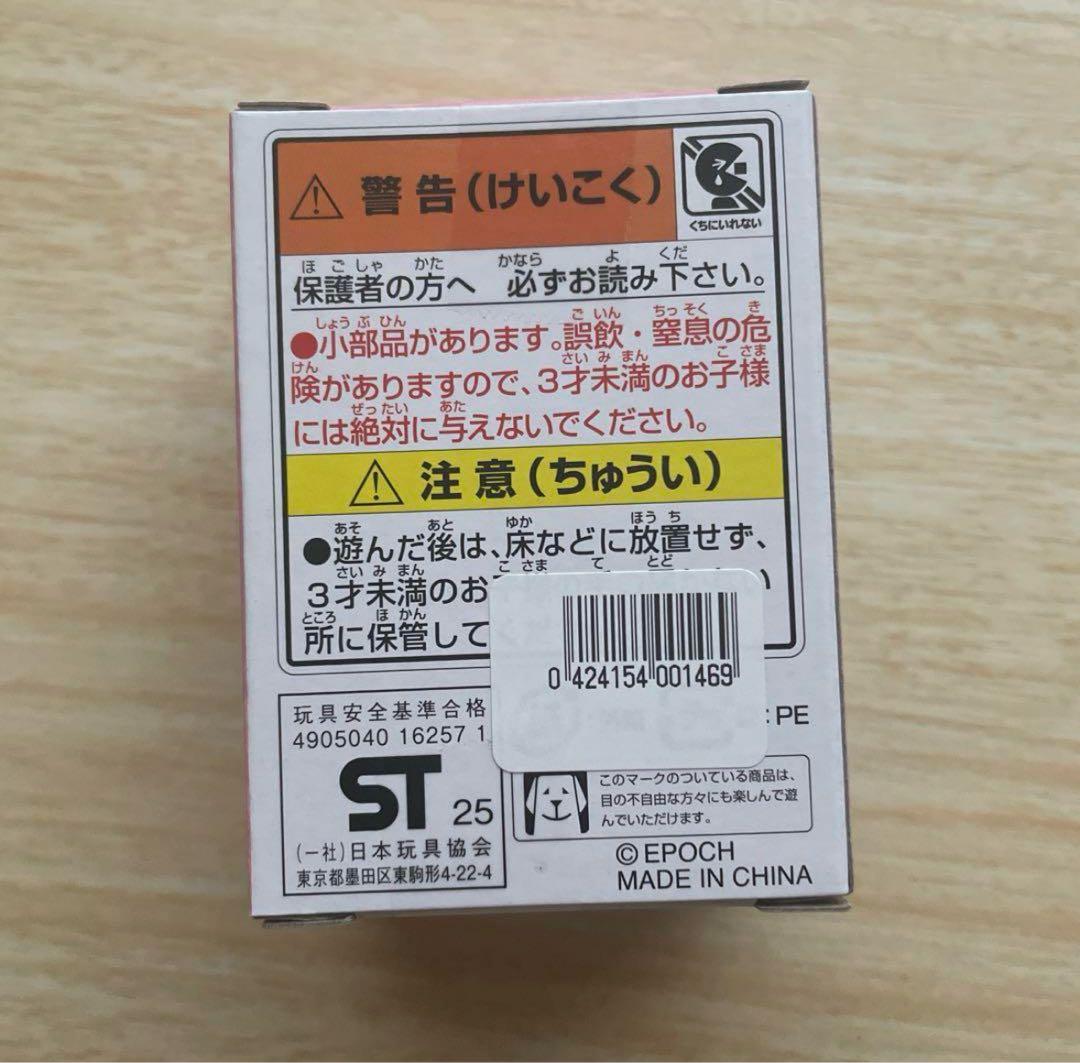 警告(けいこく)
くちにいれない
保護者の方へ 必ずお読み下さい。
●小部品があります。誤飲・窒息の危
険がありますので、3才未満のお子様
には絶対に与えないでください。
注意(ちゅうい)
●遊んだ後は、床などに放置せず、
3才未満のお
所に保管して
0 424154 001469
玩具安全基準合格
4905040 16257 1
: PE
ST 25
(一社)日本玩具協会
東京都墨田区東駒形4-22-4
このマークのついている商品は、
目の不自由な方々にも楽しんで遊
んでいただけます。
© EPOCH
MADE IN CHINA